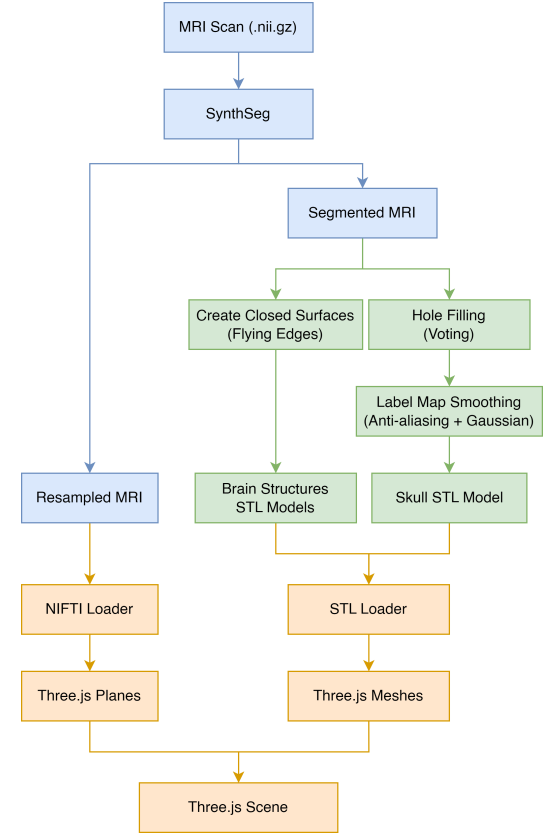 MRI Scan (.nii.gz)
SynthSeg
Segmented MRI
Create Closed Surfaces
(Flying Edges)
Hole Filling
(Voting)
Label Map Smoothing
(Anti-aliasing + Gaussian)
Resampled MRI
Brain Structures
STL Models
Skull STL Model
NIFTI Loader
STL Loader
Three.js Planes
Three.js Meshes
Three.js Scene